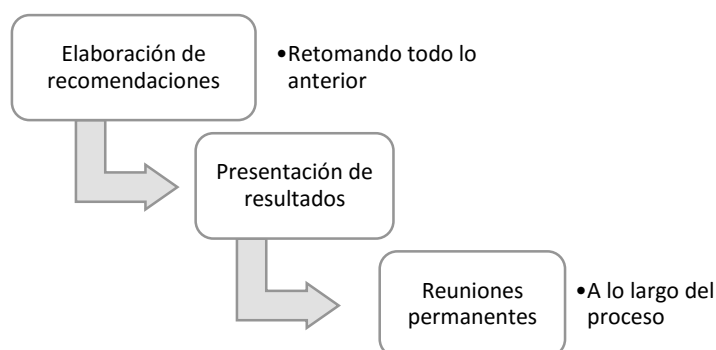 Elaboración de
recomendaciones
•Retomando todo lo
anterior
Presentación de
resultados
Reuniones
permanentes
•A lo largo del
proceso